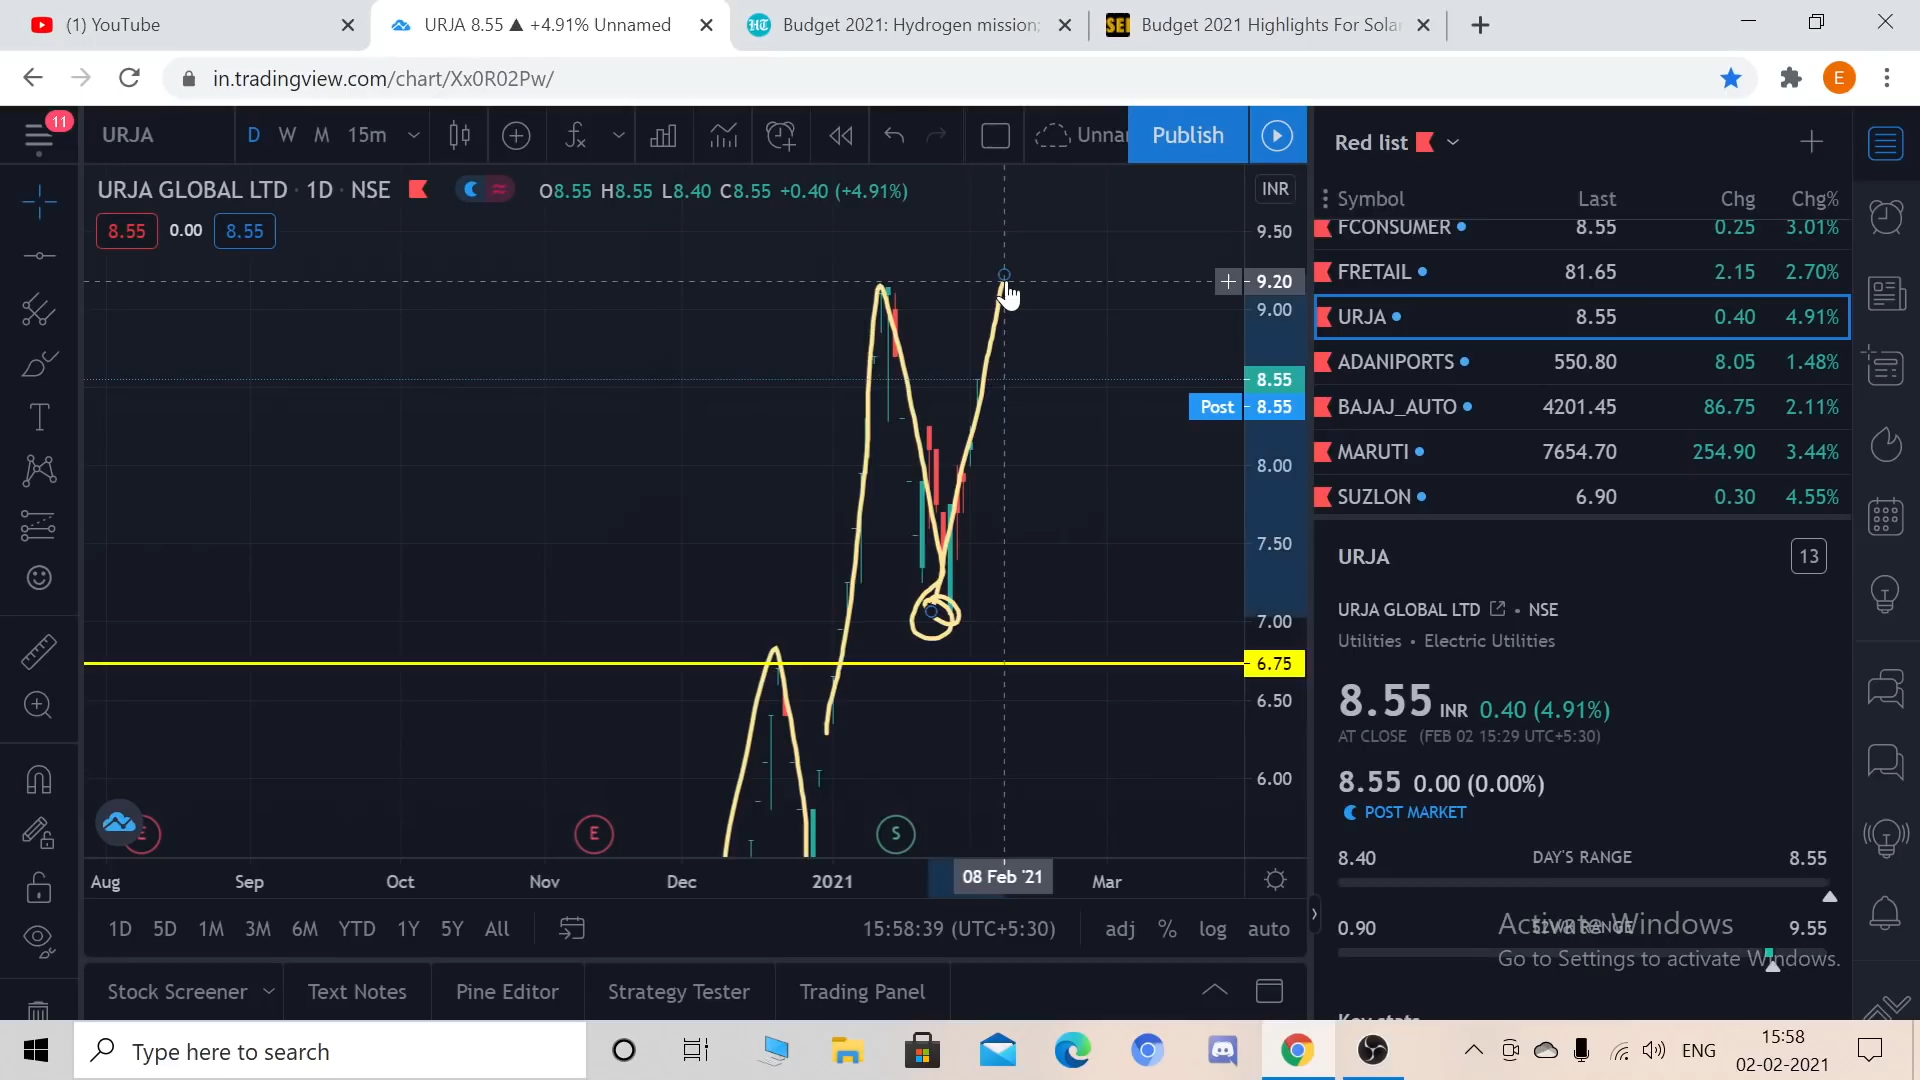 (1) YouTube
URJA 8.55 ▲ +4.91% Unnamed
Budget 2021: Hydrogen mission;
Budget 2021 Highlights For Sola
in.tradingview.com/chart/Xx0R02Pw/
E
11
URJA
D W M 15m
Unnar
Publish
URJA GLOBAL LTD · 1D · NSE
O8.55 H8.55 L8.40 C8.55 +0.40 (+4.91%)
8.55 0.00 8.55
INR
9.50
9.20
9.00
8.55
Post 8.55
8.00
7.50
7.00
6.75
6.50
6.00
E
E
S
Aug Sep Oct Nov Dec 2021 08 Feb '21 Mar
1D 5D 1M 3M 6M YTD 1Y 5Y All
15:58:39 (UTC+5:30)
adj % log auto
Stock Screener Text Notes Pine Editor Strategy Tester Trading Panel
Red list
Symbol Last Chg Chg%
FCONSUMER 8.55 0.25 3.01%
FRETAIL 81.65 2.15 2.70%
URJA 8.55 0.40 4.91%
ADANIPORTS 550.80 8.05 1.48%
BAJAJ_AUTO 4201.45 86.75 2.11%
MARUTI 7654.70 254.90 3.44%
SUZLON 6.90 0.30 4.55%
URJA
13
URJA GLOBAL LTD • NSE
Utilities • Electric Utilities
8.55 INR 0.40 (4.91%)
AT CLOSE (FEB 02 15:29 UTC+5:30)
8.55 0.00 (0.00%)
POST MARKET
8.40 DAY'S RANGE 8.55
0.90 52WK RANGE 9.55
Activate Windows
Go to Settings to activate Windows.
Key stats
Type here to search
ENG
15:58
02-02-2021